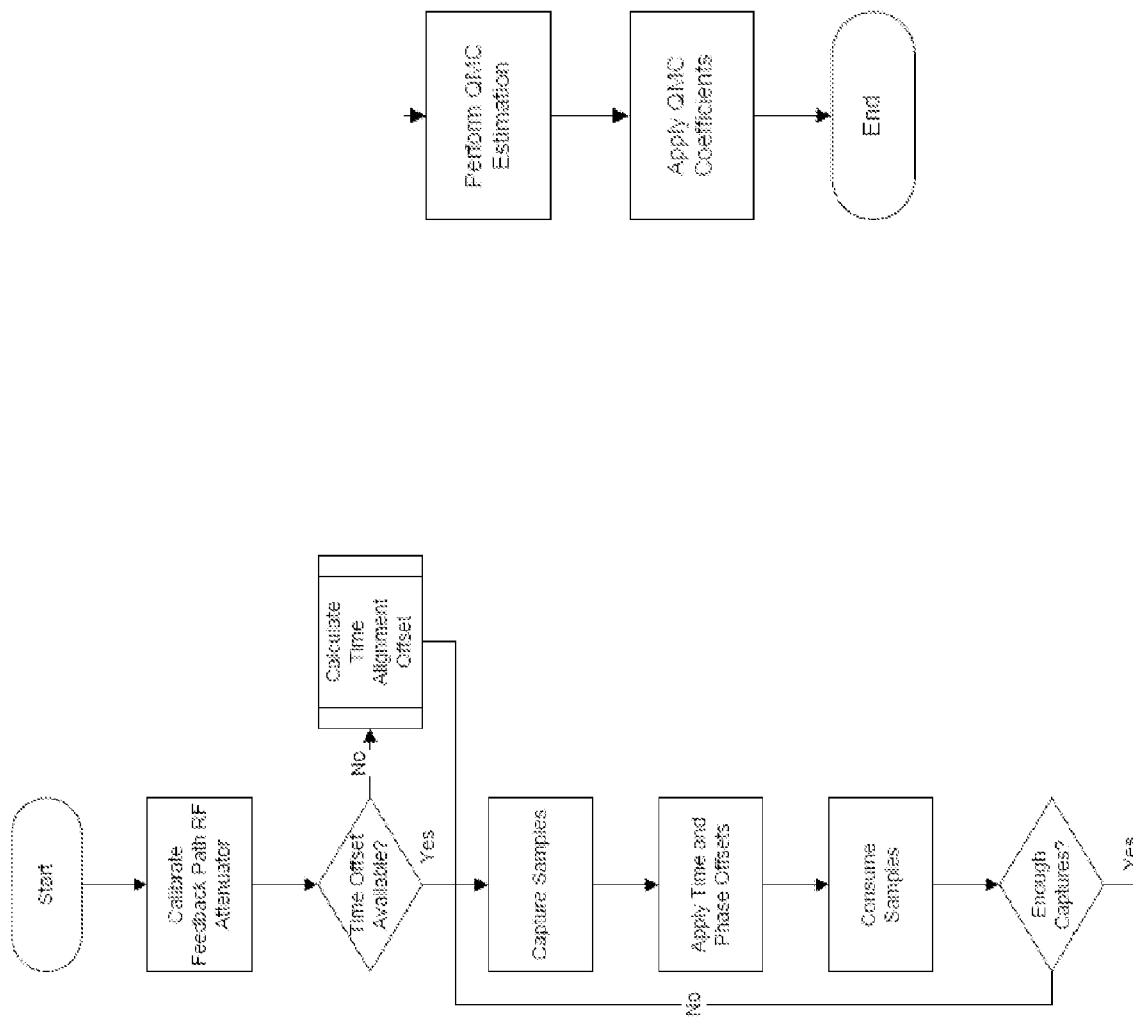 Start
Calibrate
Feedback Path RF
Attenuator
Time Offset
Available?
No
Calculate
Time
Alignment
Offset
Yes
Capture Samples
Apply Time and
Phase Offsets
Consume
Samples
Enough
Captures?
No
Yes
Perform QMC
Estimation
Apply QMC
Coefficients
End